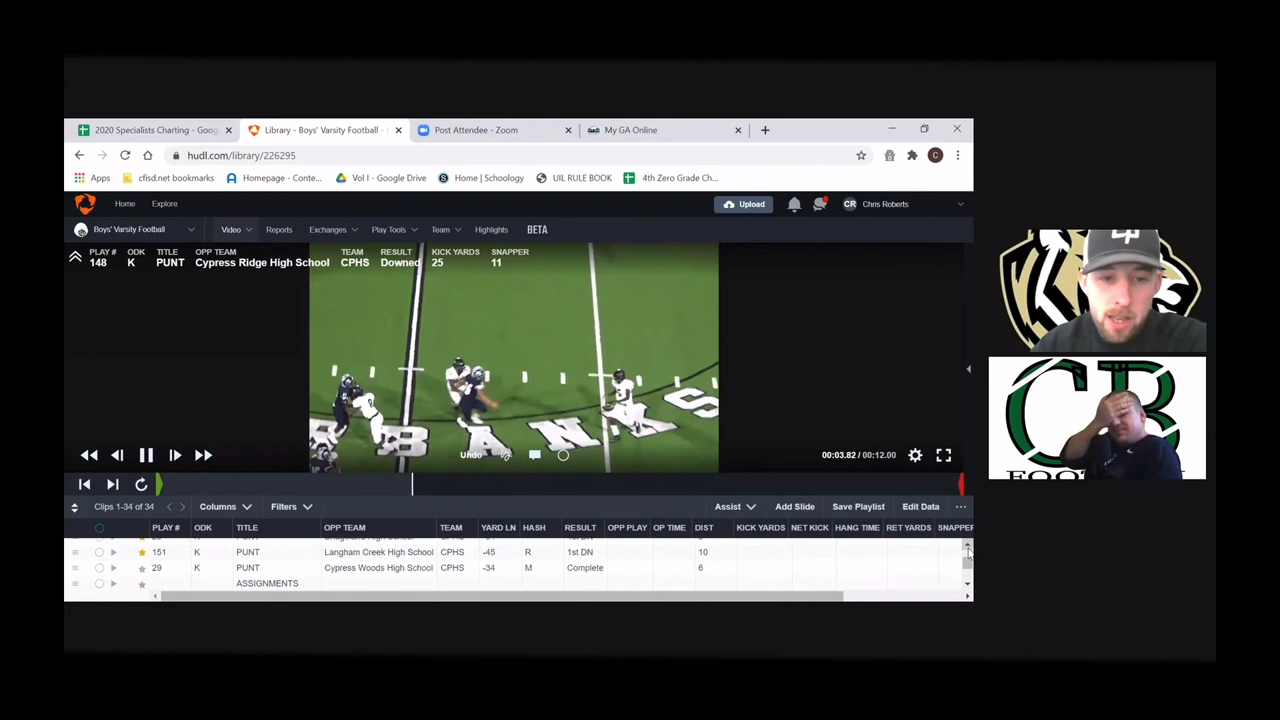 2020 Specialists Charting - Goog
Library - Boys' Varsity Football -
Post Attendee - Zoom
My GA Online
hudl.com/library/226295
C
Apps
cfisd.net bookmarks
Homepage - Conte...
Vol I - Google Drive
Home | Schoology
UIL RULE BOOK
4th Zero Grade Ch...
Home
Explore
Upload
CR
Chris Roberts
Boys' Varsity Football
Video
Reports
Exchanges
Play Tools
Team
Highlights
BETA
PLAY # ODK TITLE OPP TEAM TEAM RESULT KICK YARDS SNAPPER
148 K PUNT Cypress Ridge High School CPHS Downed 25 11
BANKS
Undo
00:03.82 / 00:12.00
Clips 1-34 of 34
Columns
Filters
Assist
Add Slide
Save Playlist
Edit Data
PLAY # ODK TITLE OPP TEAM TEAM YARD LN HASH RESULT OPP PLAY OP TIME DIST KICK YARDS NET KICK HANG TIME RET YARDS SNAPPER
151 K PUNT Langham Creek High School CPHS -45 R 1st DN 10
29 K PUNT Cypress Woods High School CPHS -34 M Complete 6
ASSIGNMENTS
CP
CB